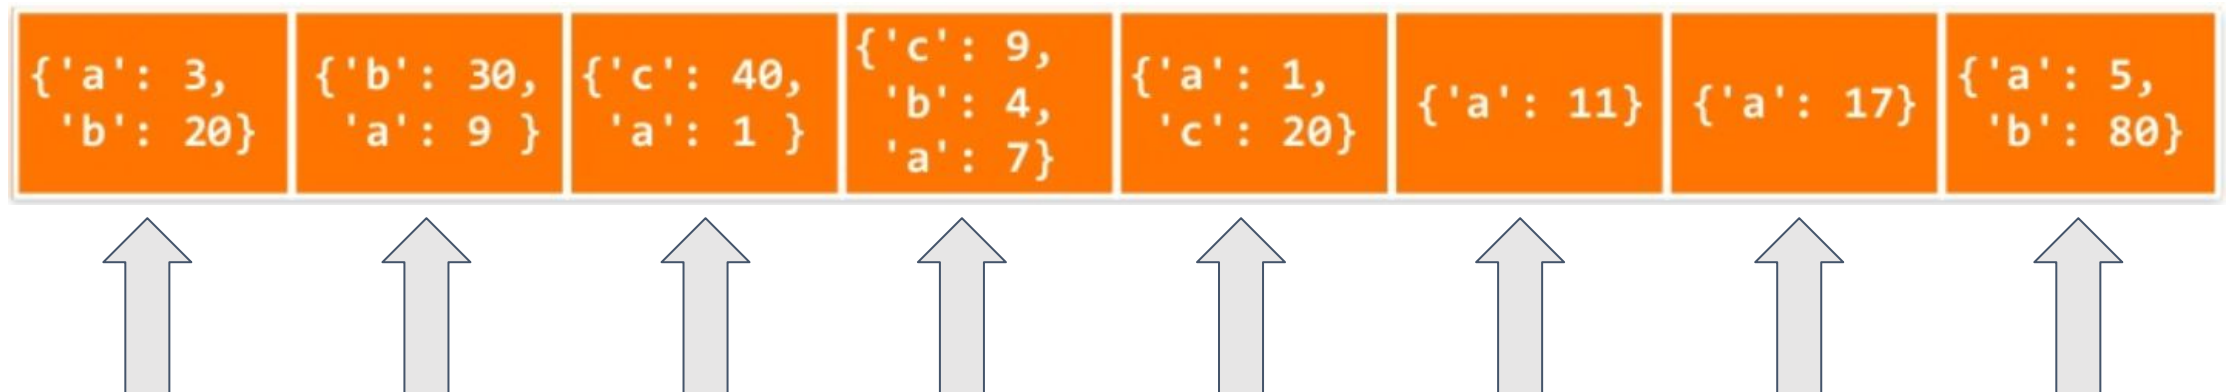 {'a': 3,
'b': 20}
{'b': 30,
'a': 9 }
{'c': 40,
'a': 1 }
{'c': 9,
'b': 4,
'a': 7}
{'a': 1,
'c': 20}
{'a': 11}
{'a': 17}
{'a': 5,
'b': 80}